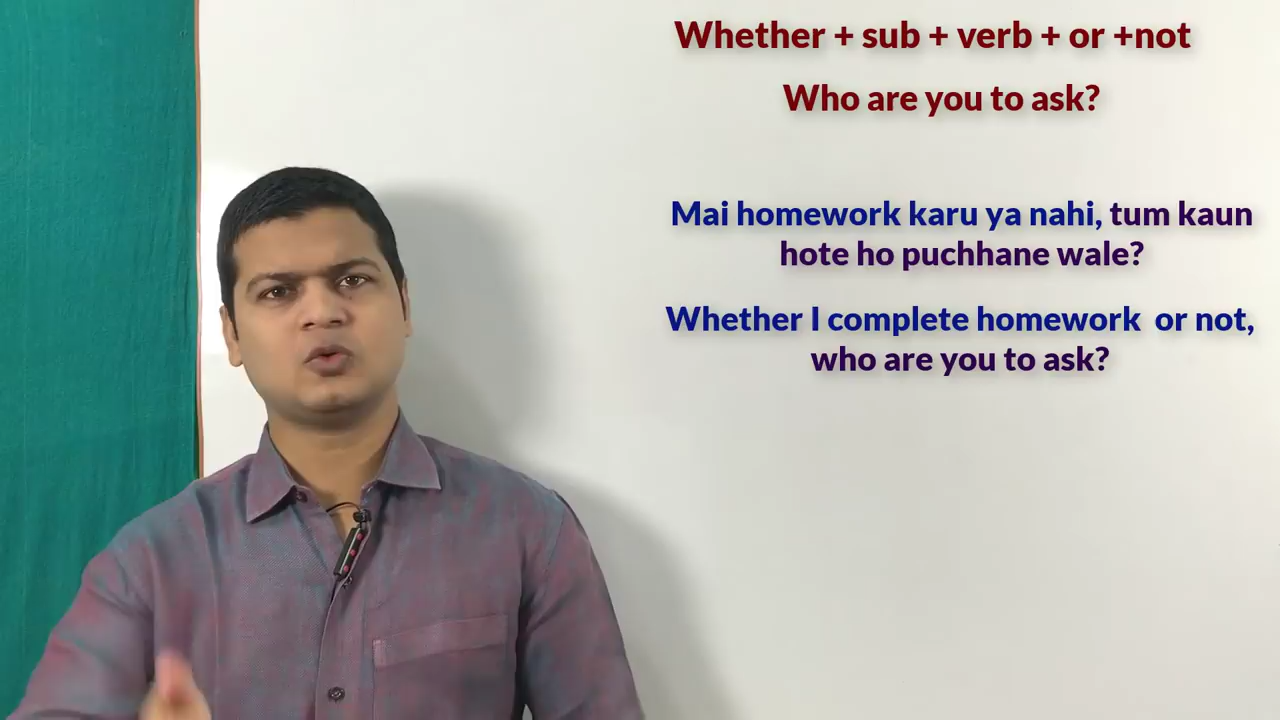 Whether + sub + verb + or +not
Who are you to ask?
Mai homework karu ya nahi, tum kaun
hote ho puchhane wale?
Whether I complete homework or not,
who are you to ask?